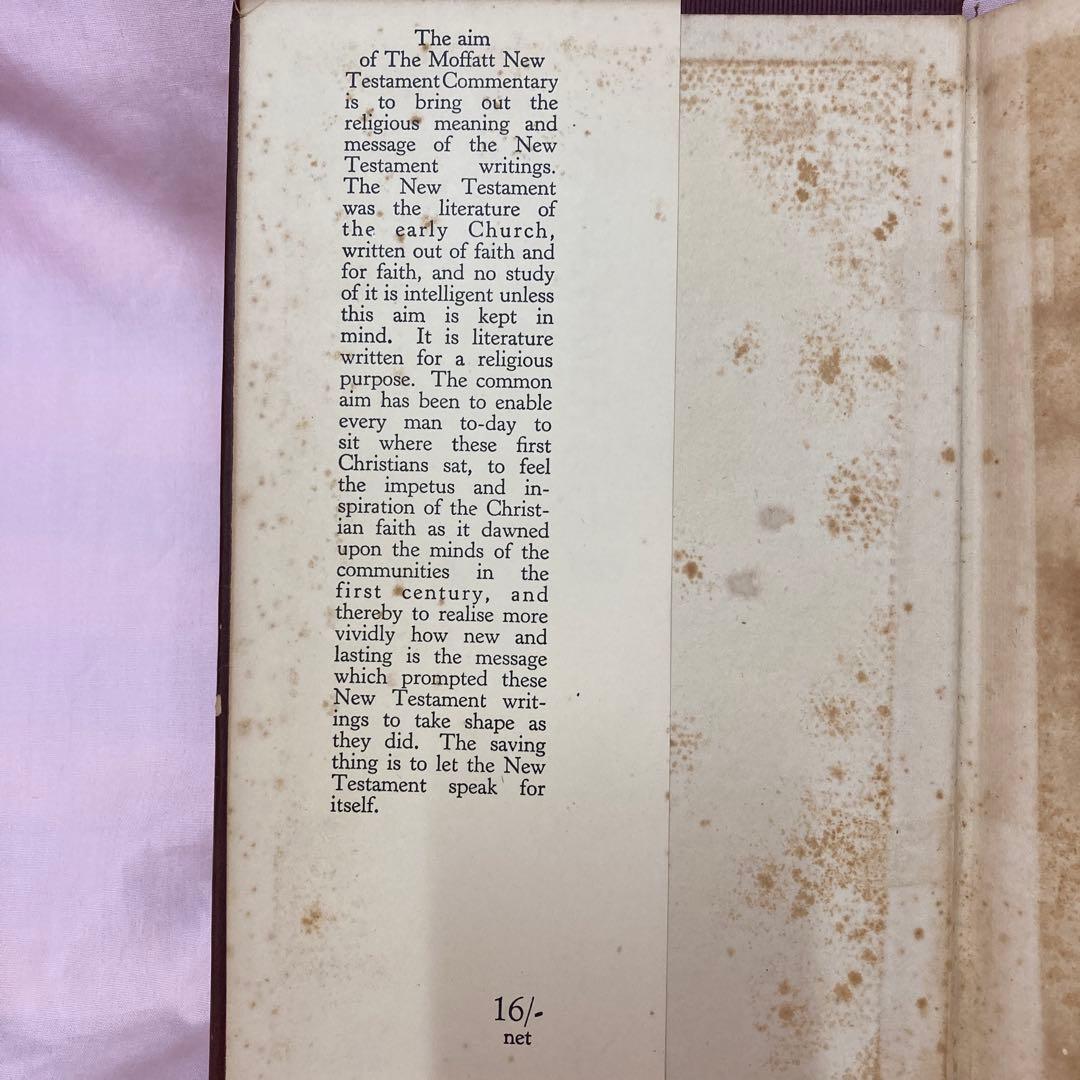 The aim
of The Moffatt New
Testament Commentary
is to bring out the
religious meaning and
message of the New
Testament writings.
The New Testament
was the literature of
the early Church,
written out of faith and
for faith, and no study
of it is intelligent unless
this aim is kept in
mind. It is literature
written for a religious
purpose. The common
aim has been to enable
every man to-day to
sit where these first
Christians sat, to feel
the impetus and in-
spiration of the Christ-
ian faith as it dawned
upon the minds of the
communities in the
first century, and
thereby to realise more
vividly how new and
lasting is the message
which prompted these
New Testament writ-
ings to take shape as
they did. The saving
thing is to let the New
Testament speak for
itself.
16/-
net